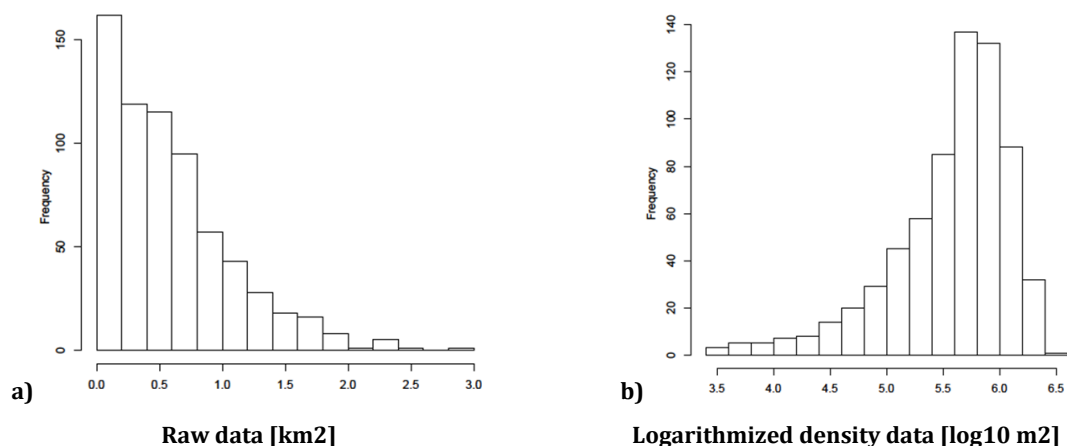 Frequency
150
100
50
0
0.0 0.5 1.0 1.5 2.0 2.5 3.0
a)
Raw data [km2]
Frequency
140
120
100
80
60
40
20
0
3.5 4.0 4.5 5.0 5.5 6.0 6.5
b)
Logarithmized density data [log10 m2]